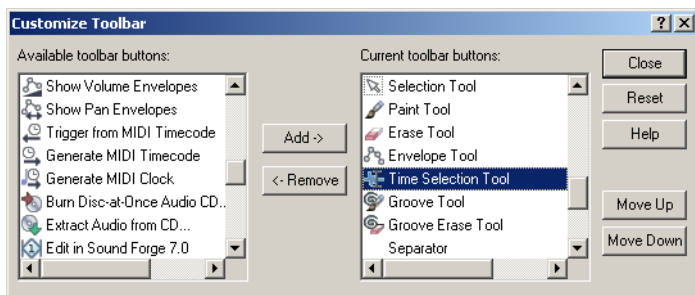 Customize Toolbar
Available toolbar buttons:
Show Volume Envelopes
Show Pan Envelopes
Trigger from MIDI Timecode
Generate MIDI Timecode
Generate MIDI Clock
Burn Disc-at-Once Audio CD..
Extract Audio from CD...
Edit in Sound Forge 7.0
Add ->
<- Remove
Current toolbar buttons:
Selection Tool
Paint Tool
Erase Tool
Envelope Tool
Time Selection Tool
Groove Tool
Groove Erase Tool
Separator
Close
Reset
Help
Move Up
Move Down